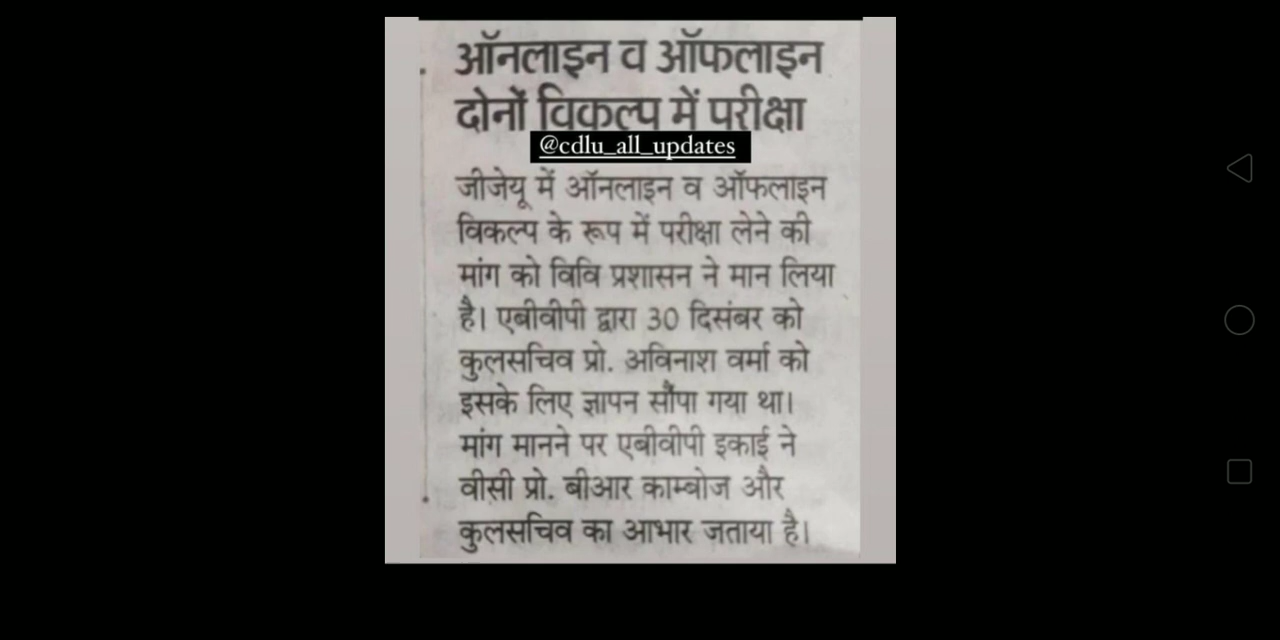 ऑनलाइन व ऑफलाइन
दोनों विकल्प में परीक्षा
@cdlu_all_updates
जीजेयू में ऑनलाइन व ऑफलाइन
विकल्प के रूप में परीक्षा लेने की
मांग को विवि प्रशासन ने मान लिया
है। एबीवीपी द्वारा 30 दिसंबर को
कुलसचिव प्रो. अविनाश वर्मा को
इसके लिए ज्ञापन सौंपा गया था।
मांग मानने पर एबीवीपी इकाई ने
वीसी प्रो. बीआर काम्बोज और
कुलसचिव का आभार जताया है।